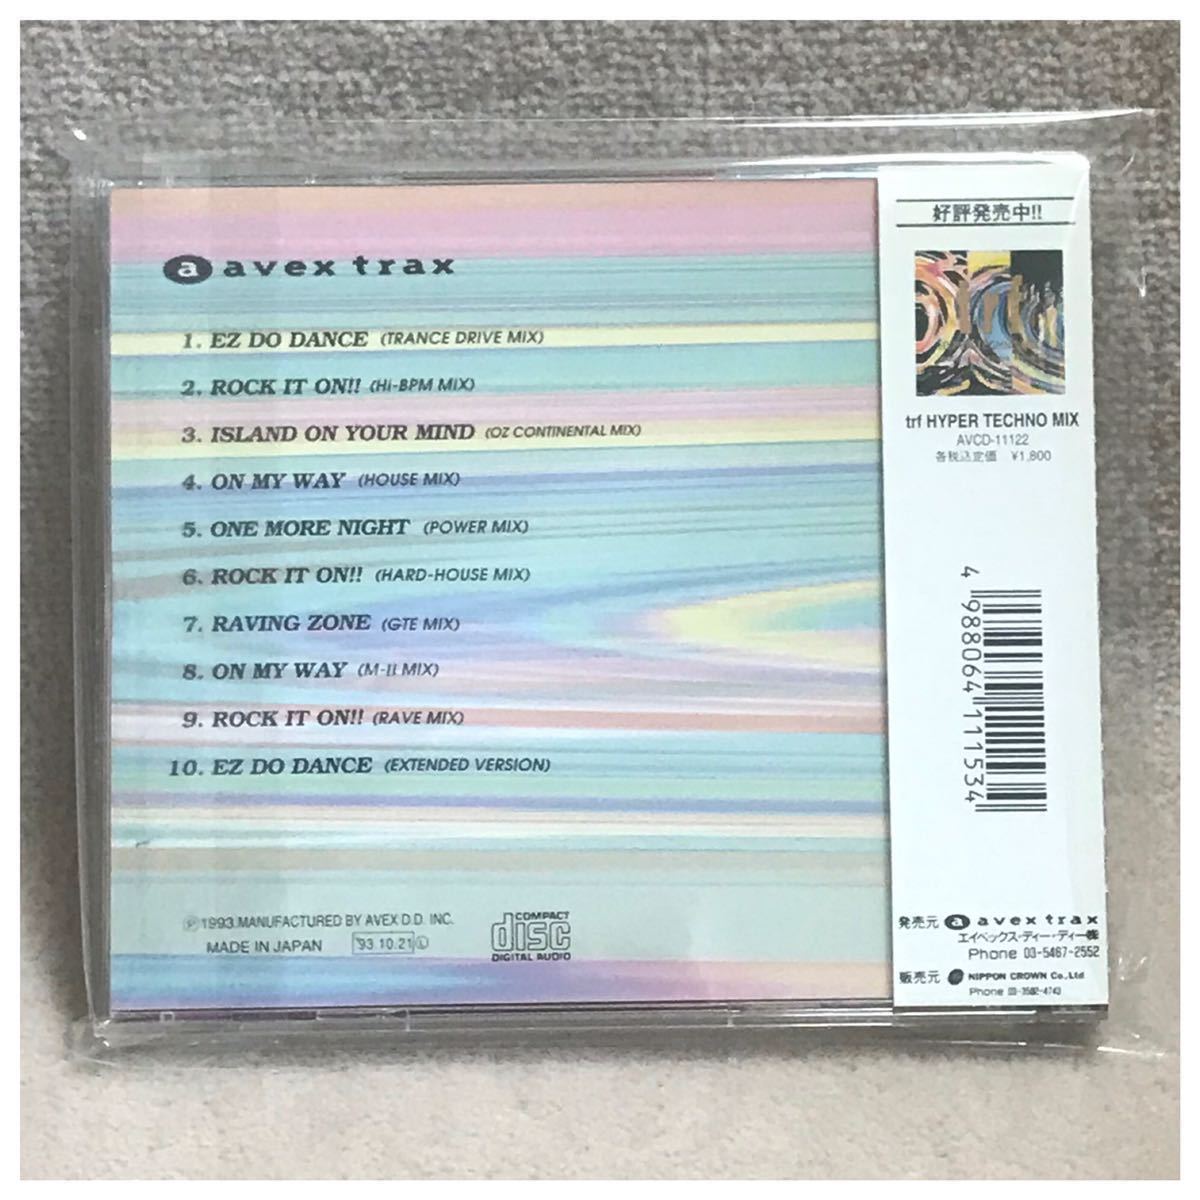 a avex trax
1. EZ DO DANCE (TRANCE DRIVE MIX)
2. ROCK IT ON!! (Hi-BPM MIX)
3. ISLAND ON YOUR MIND (OZ CONTINENTAL MIX)
4. ON MY WAY (HOUSE MIX)
5. ONE MORE NIGHT (POWER MIX)
6. ROCK IT ON!! (HARD-HOUSE MIX)
7. RAVING ZONE (GTE MIX)
8. ON MY WAY (M-II MIX)
9. ROCK IT ON!! (RAVE MIX)
10. EZ DO DANCE (EXTENDED VERSION)
Ⓟ1993.MANUFACTURED BY AVEX D.D. INC.
MADE IN JAPAN '93.10.21 Ⓛ
COMPACT
disc
DIGITAL AUDIO
好評発売中!!
trf
trf HYPER TECHNO MIX
AVCD-11122
各税込定価 ¥1,800
4 988064 111534
発売元 a avex trax
エイベックス・ディー・ディー㈱
Phone 03-5467-2552
販売元 NIPPON CROWN Co.,Ltd.
Phone 03-3582-4743